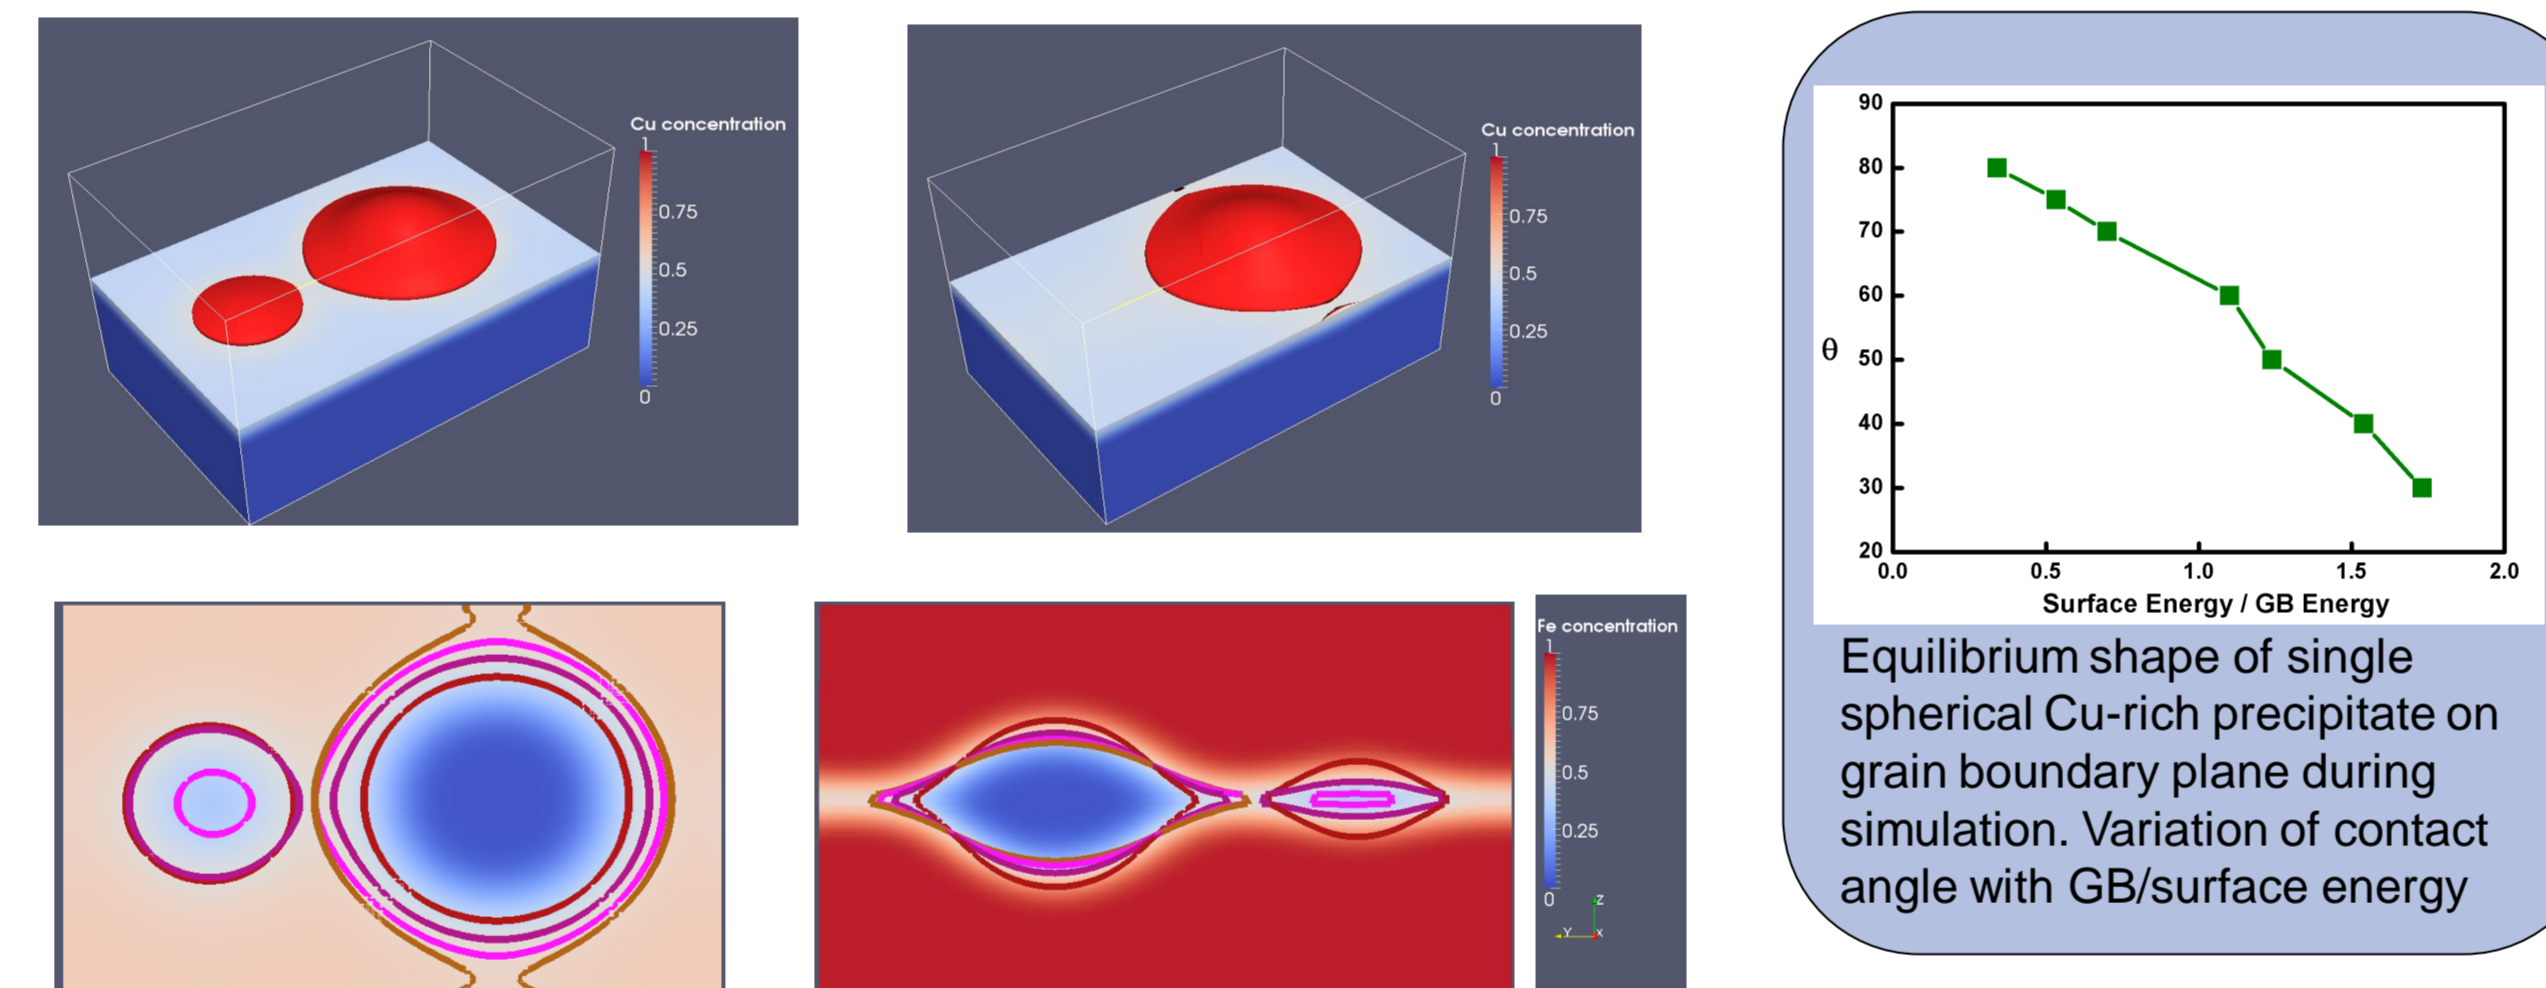 Cu concentration
1
0.75
0.5
0.25
0
Cu concentration
1
0.75
0.5
0.25
0
Fe concentration
1
0.75
0.5
0.25
0
Z
Y
X
90
80
70
60
50
40
30
20
θ
0.0
0.5
1.0
1.5
2.0
Surface Energy / GB Energy
Equilibrium shape of single
spherical Cu-rich precipitate on
grain boundary plane during
simulation. Variation of contact
angle with GB/surface energy